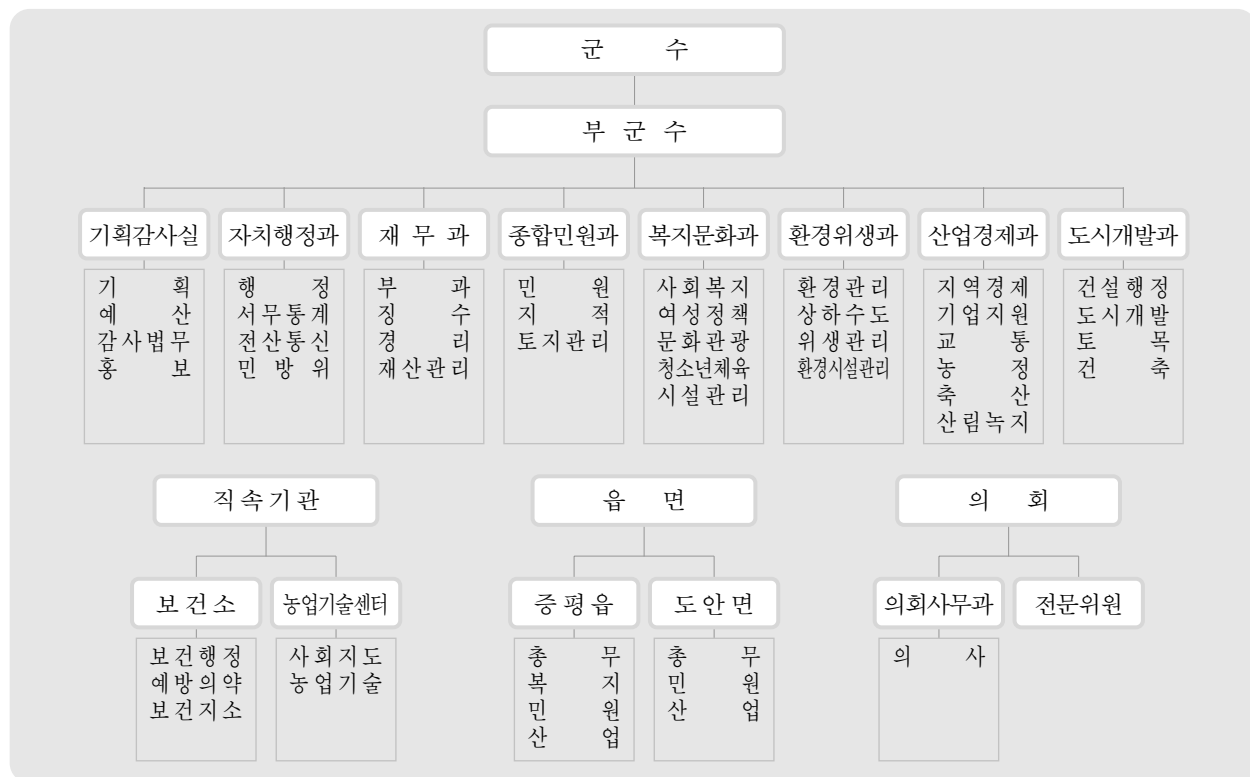 군 수
부 군 수
기획감사실
기 획
예 산
감사법무
홍 보
자치행정과
행 정
서무통계
전산통신
민 방 위
재 무 과
부 과
징 수
경 리
재산관리
종합민원과
민 원
지 적
토지관리
복지문화과
사회복지
여성정책
문화관광
청소년체육
시설관리
환경위생과
환경관리
상하수도
위생관리
환경시설관리
산업경제과
지역경제
기업지원
교 통
농 정
축 산
산림녹지
도시개발과
건설행정
도시개발
토 목
건 축
직속기관
보건소
보건행정
예방의약
보건지소
농업기술센터
사회지도
농업기술
읍 면
증평읍
총 무
복 지
민 원
산 업
도안면
총 무
민 원
산 업
의 회
의회사무과
의 사
전문위원